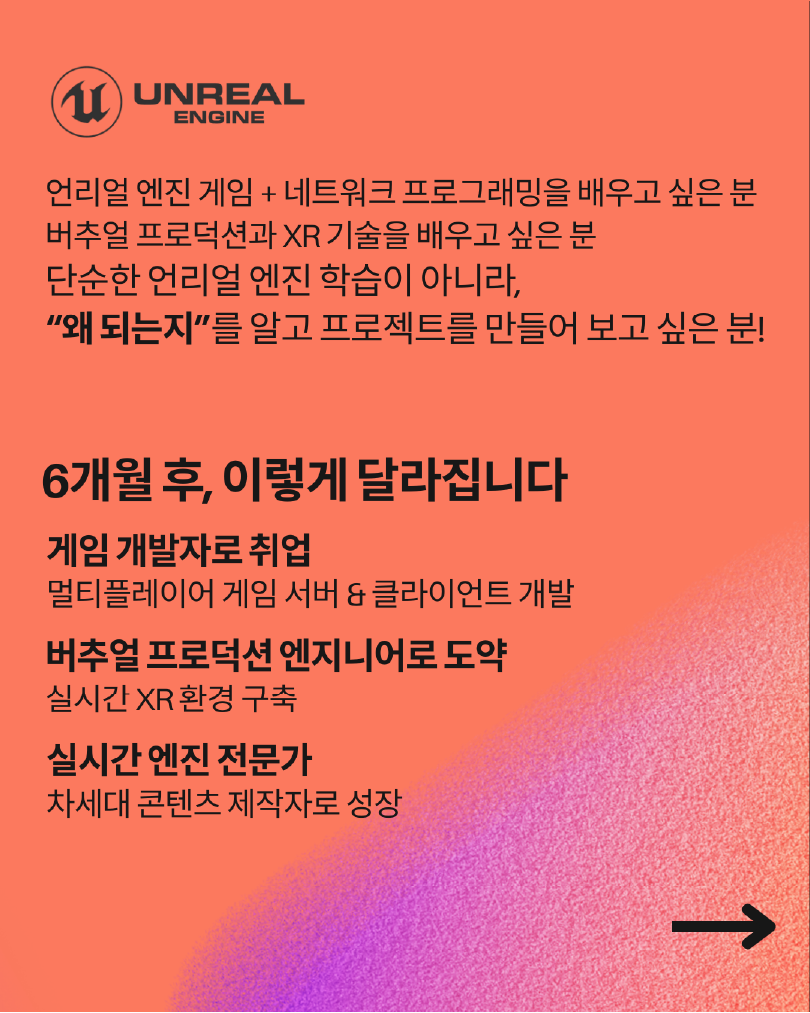 UNREAL
ENGINE
언리얼 엔진 게임 + 네트워크 프로그래밍을 배우고 싶은 분
버추얼 프로덕션과 XR 기술을 배우고 싶은 분
단순한 언리얼 엔진 학습이 아니라,
“왜 되는지”를 알고 프로젝트를 만들어 보고 싶은 분!
6개월 후, 이렇게 달라집니다
게임 개발자로 취업
멀티플레이어 게임 서버 & 클라이언트 개발
버추얼 프로덕션 엔지니어로 도약
실시간 XR 환경 구축
실시간 엔진 전문가
차세대 콘텐츠 제작자로 성장